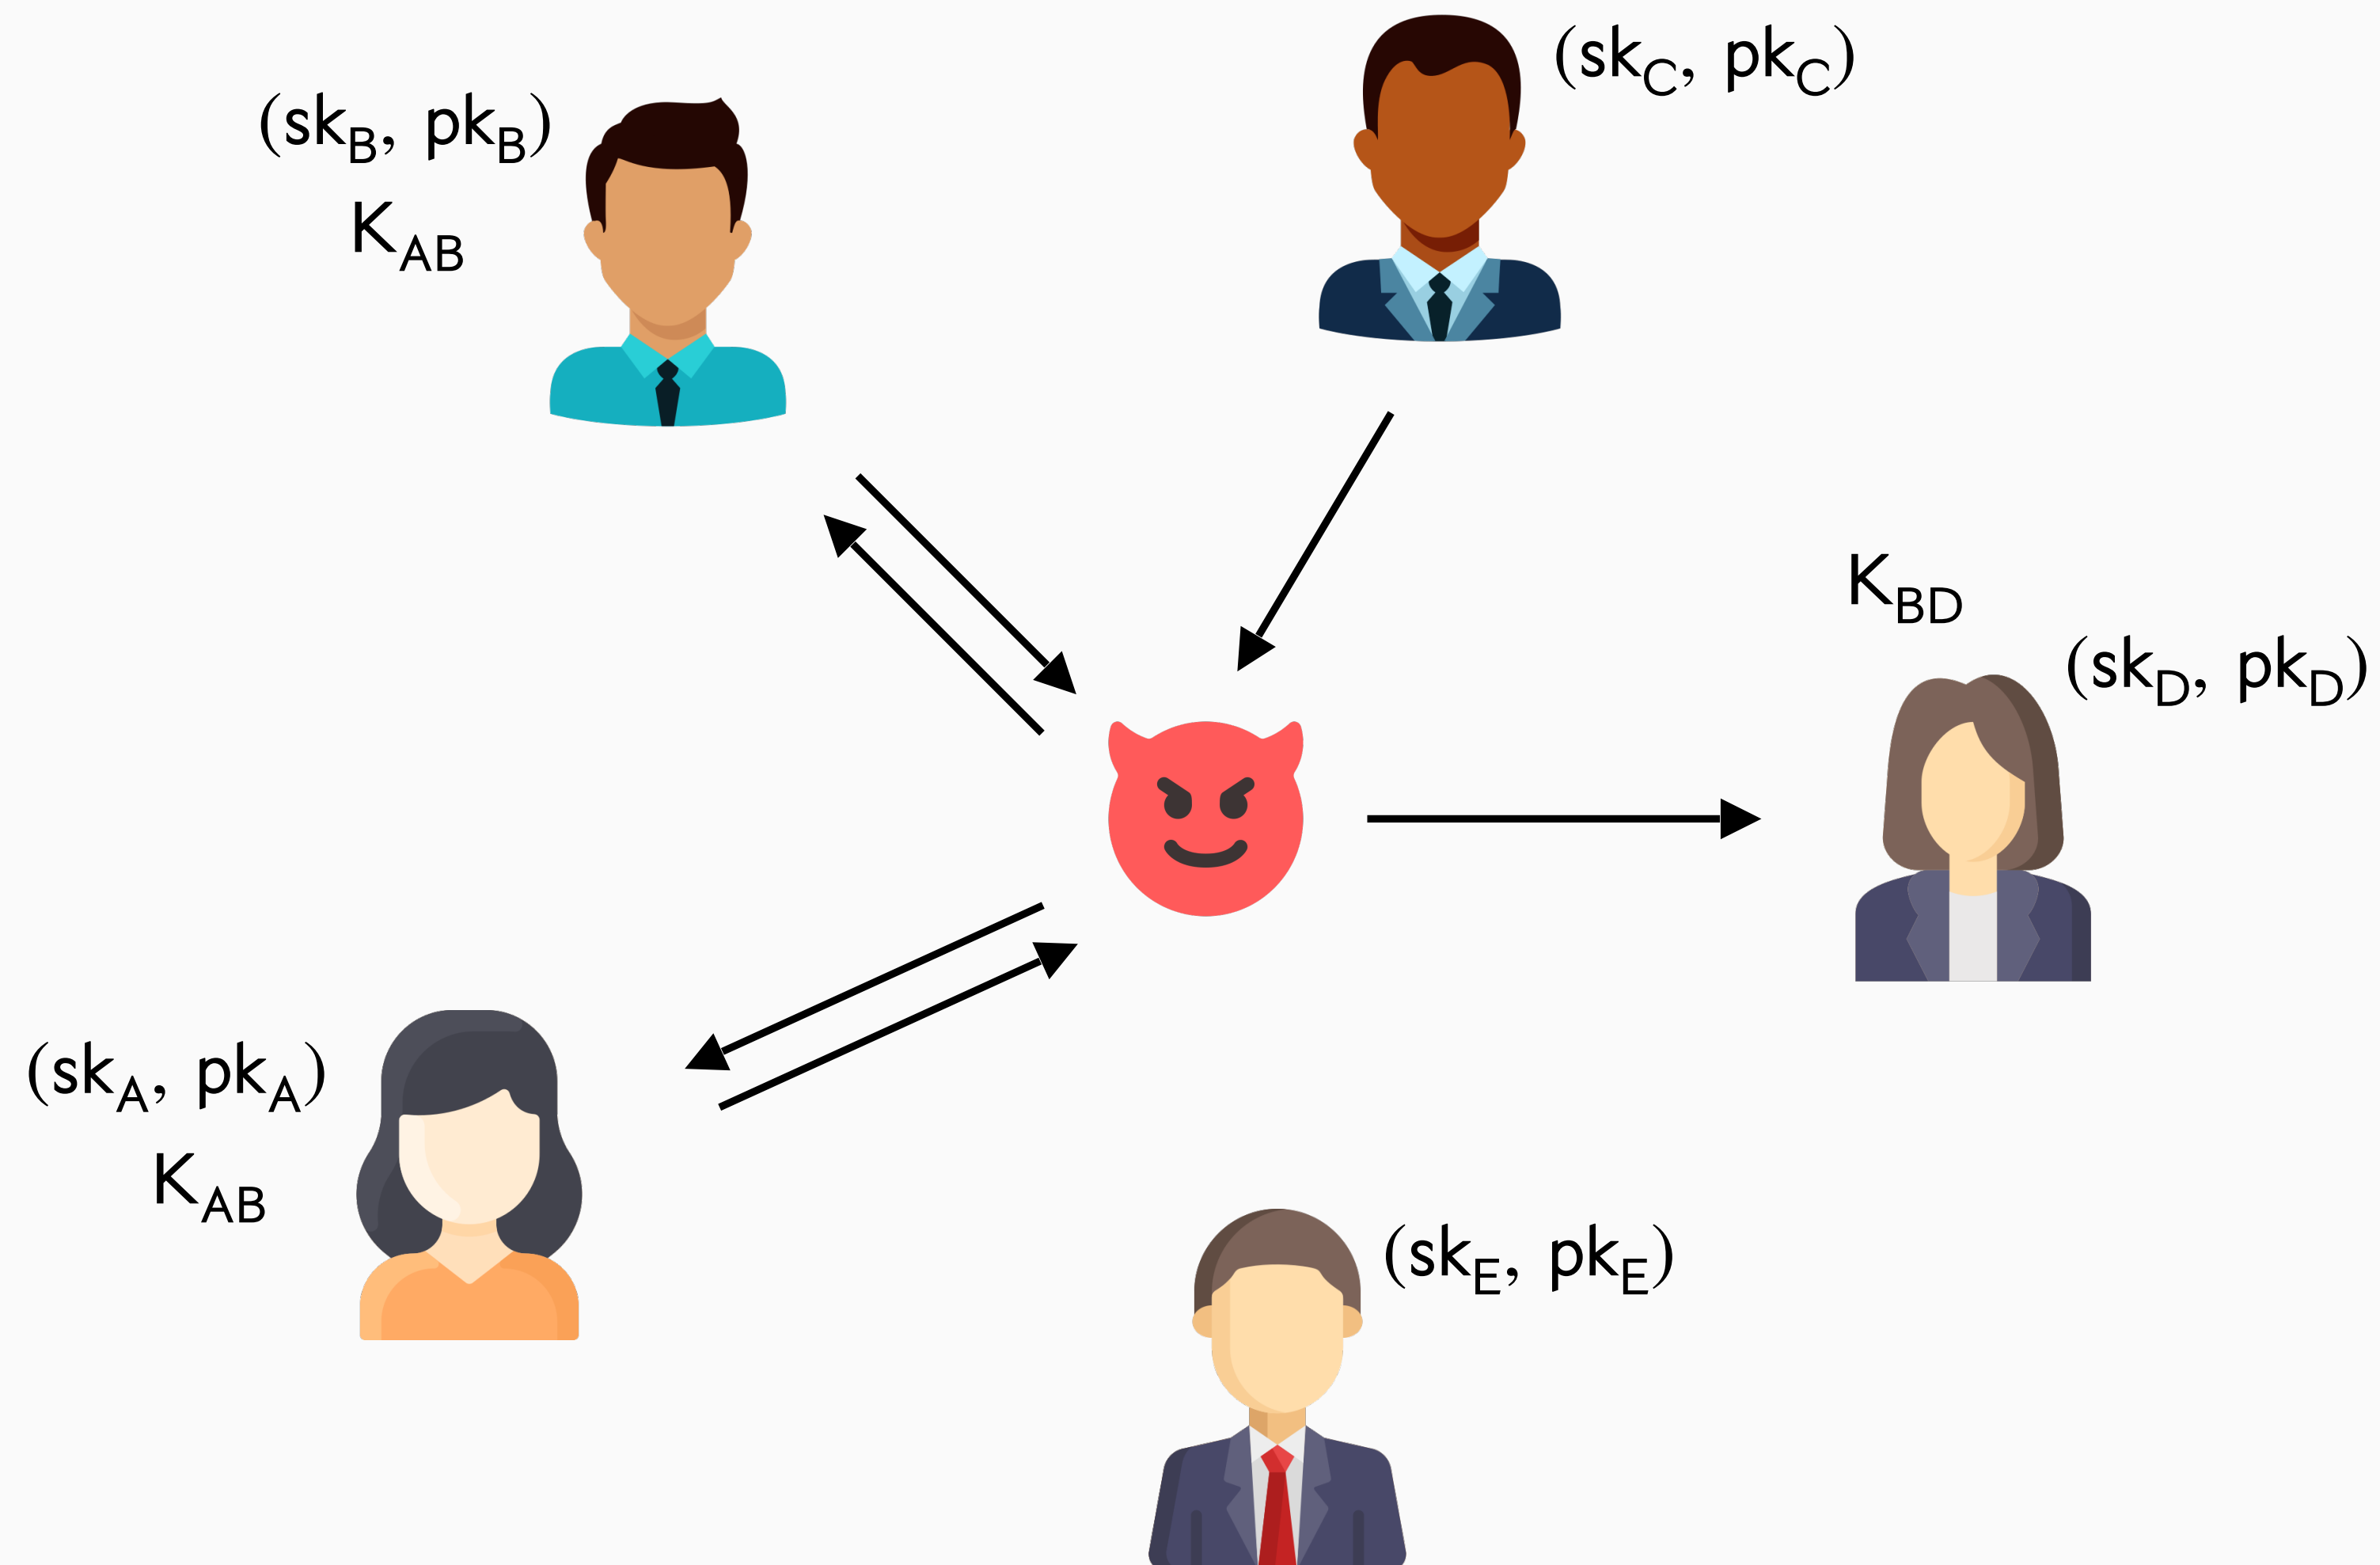 (sk_C, pk_C)
(sk_B, pk_B)
K_AB
K_BD
(sk_D, pk_D)
(sk_A, pk_A)
K_AB
(sk_E, pk_E)